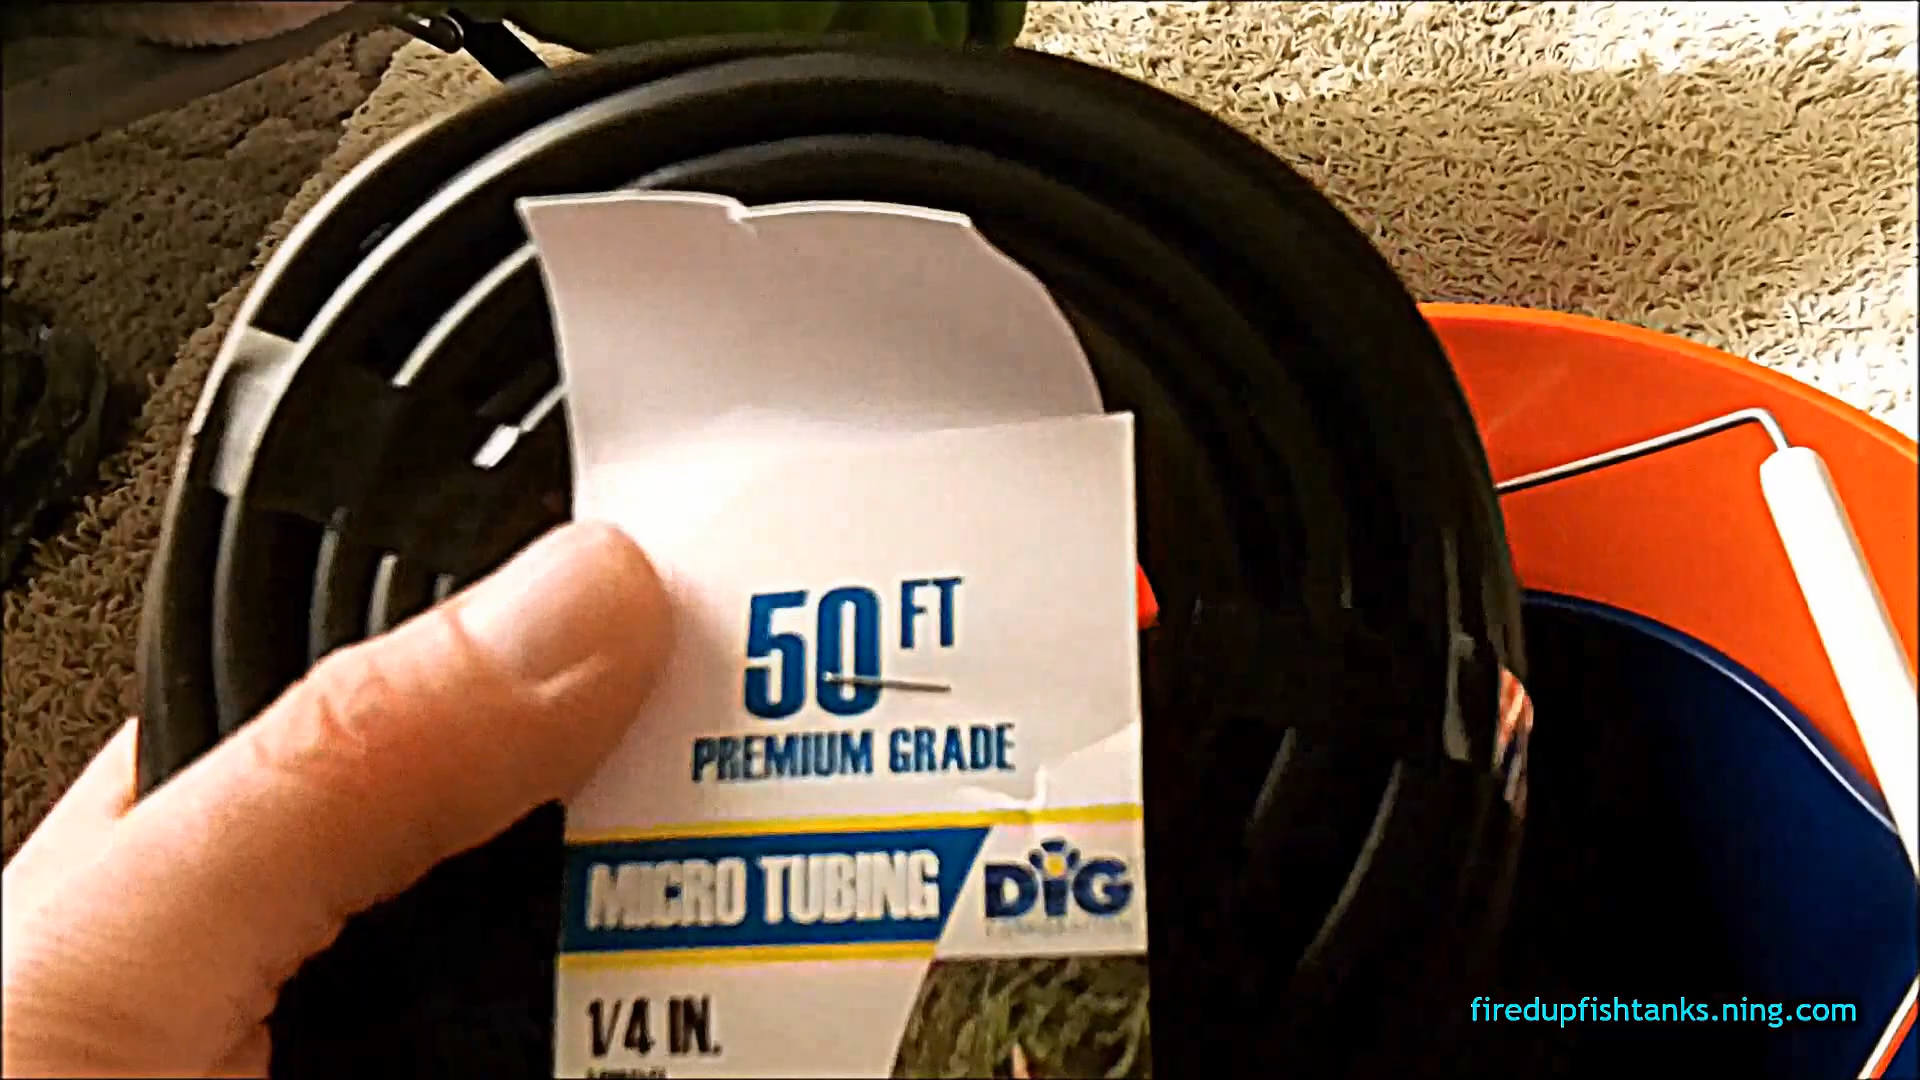 50 FT
PREMIUM GRADE
MICRO TUBING
DIG
1/4 IN.
firedupfishtanks.ning.com